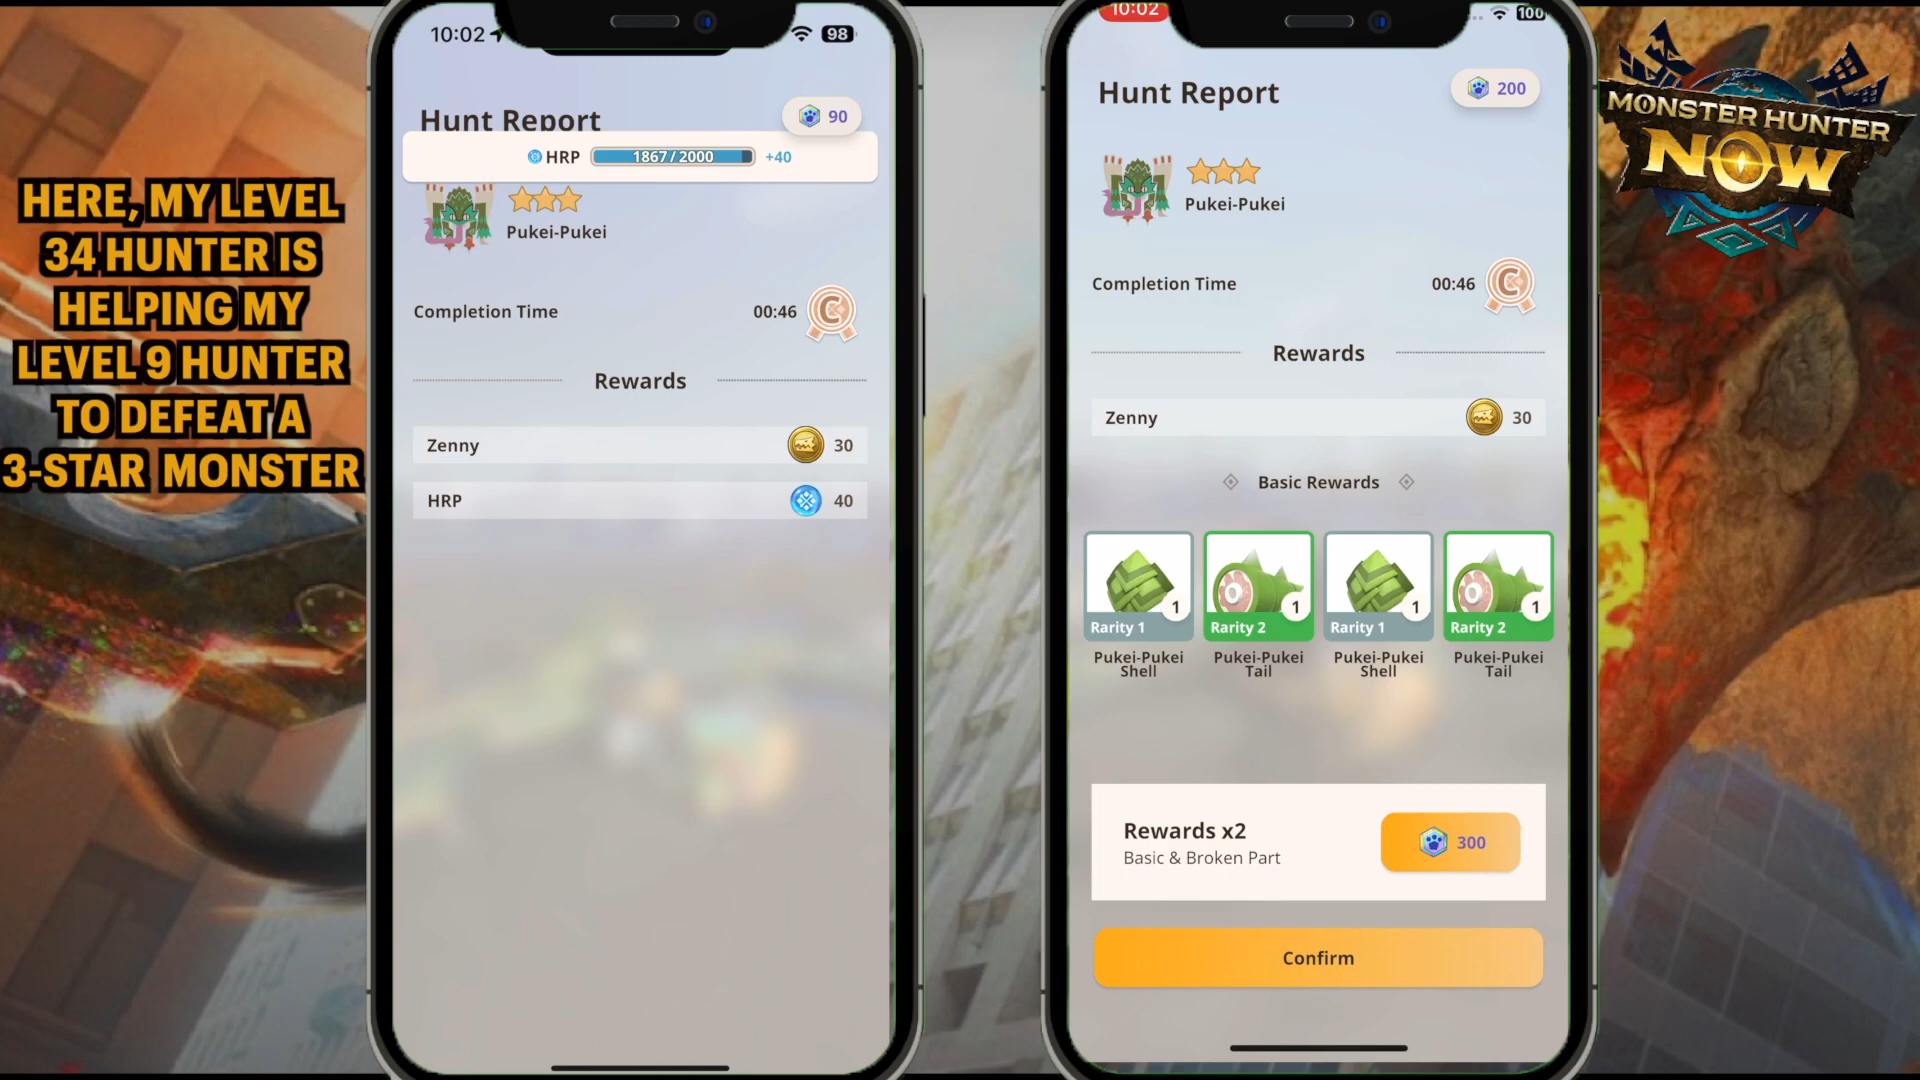 HERE, MY LEVEL
34 HUNTER IS
HELPING MY
LEVEL 9 HUNTER
TO DEFEAT A
3-STAR MONSTER
10:02
98
Hunt Report
90
HRP 1867 / 2000 +40
Pukei-Pukei
Completion Time 00:46 C
Rewards
Zenny 30
HRP 40
10:02
100
Hunt Report
200
Pukei-Pukei
Completion Time 00:46 C
Rewards
Zenny 30
Basic Rewards
1 1 1 1
Rarity 1 Rarity 2 Rarity 1 Rarity 2
Pukei-Pukei Pukei-Pukei Pukei-Pukei Pukei-Pukei
Shell Tail Shell Tail
Rewards x2
Basic & Broken Part
300
Confirm
MONSTER HUNTER
NOW